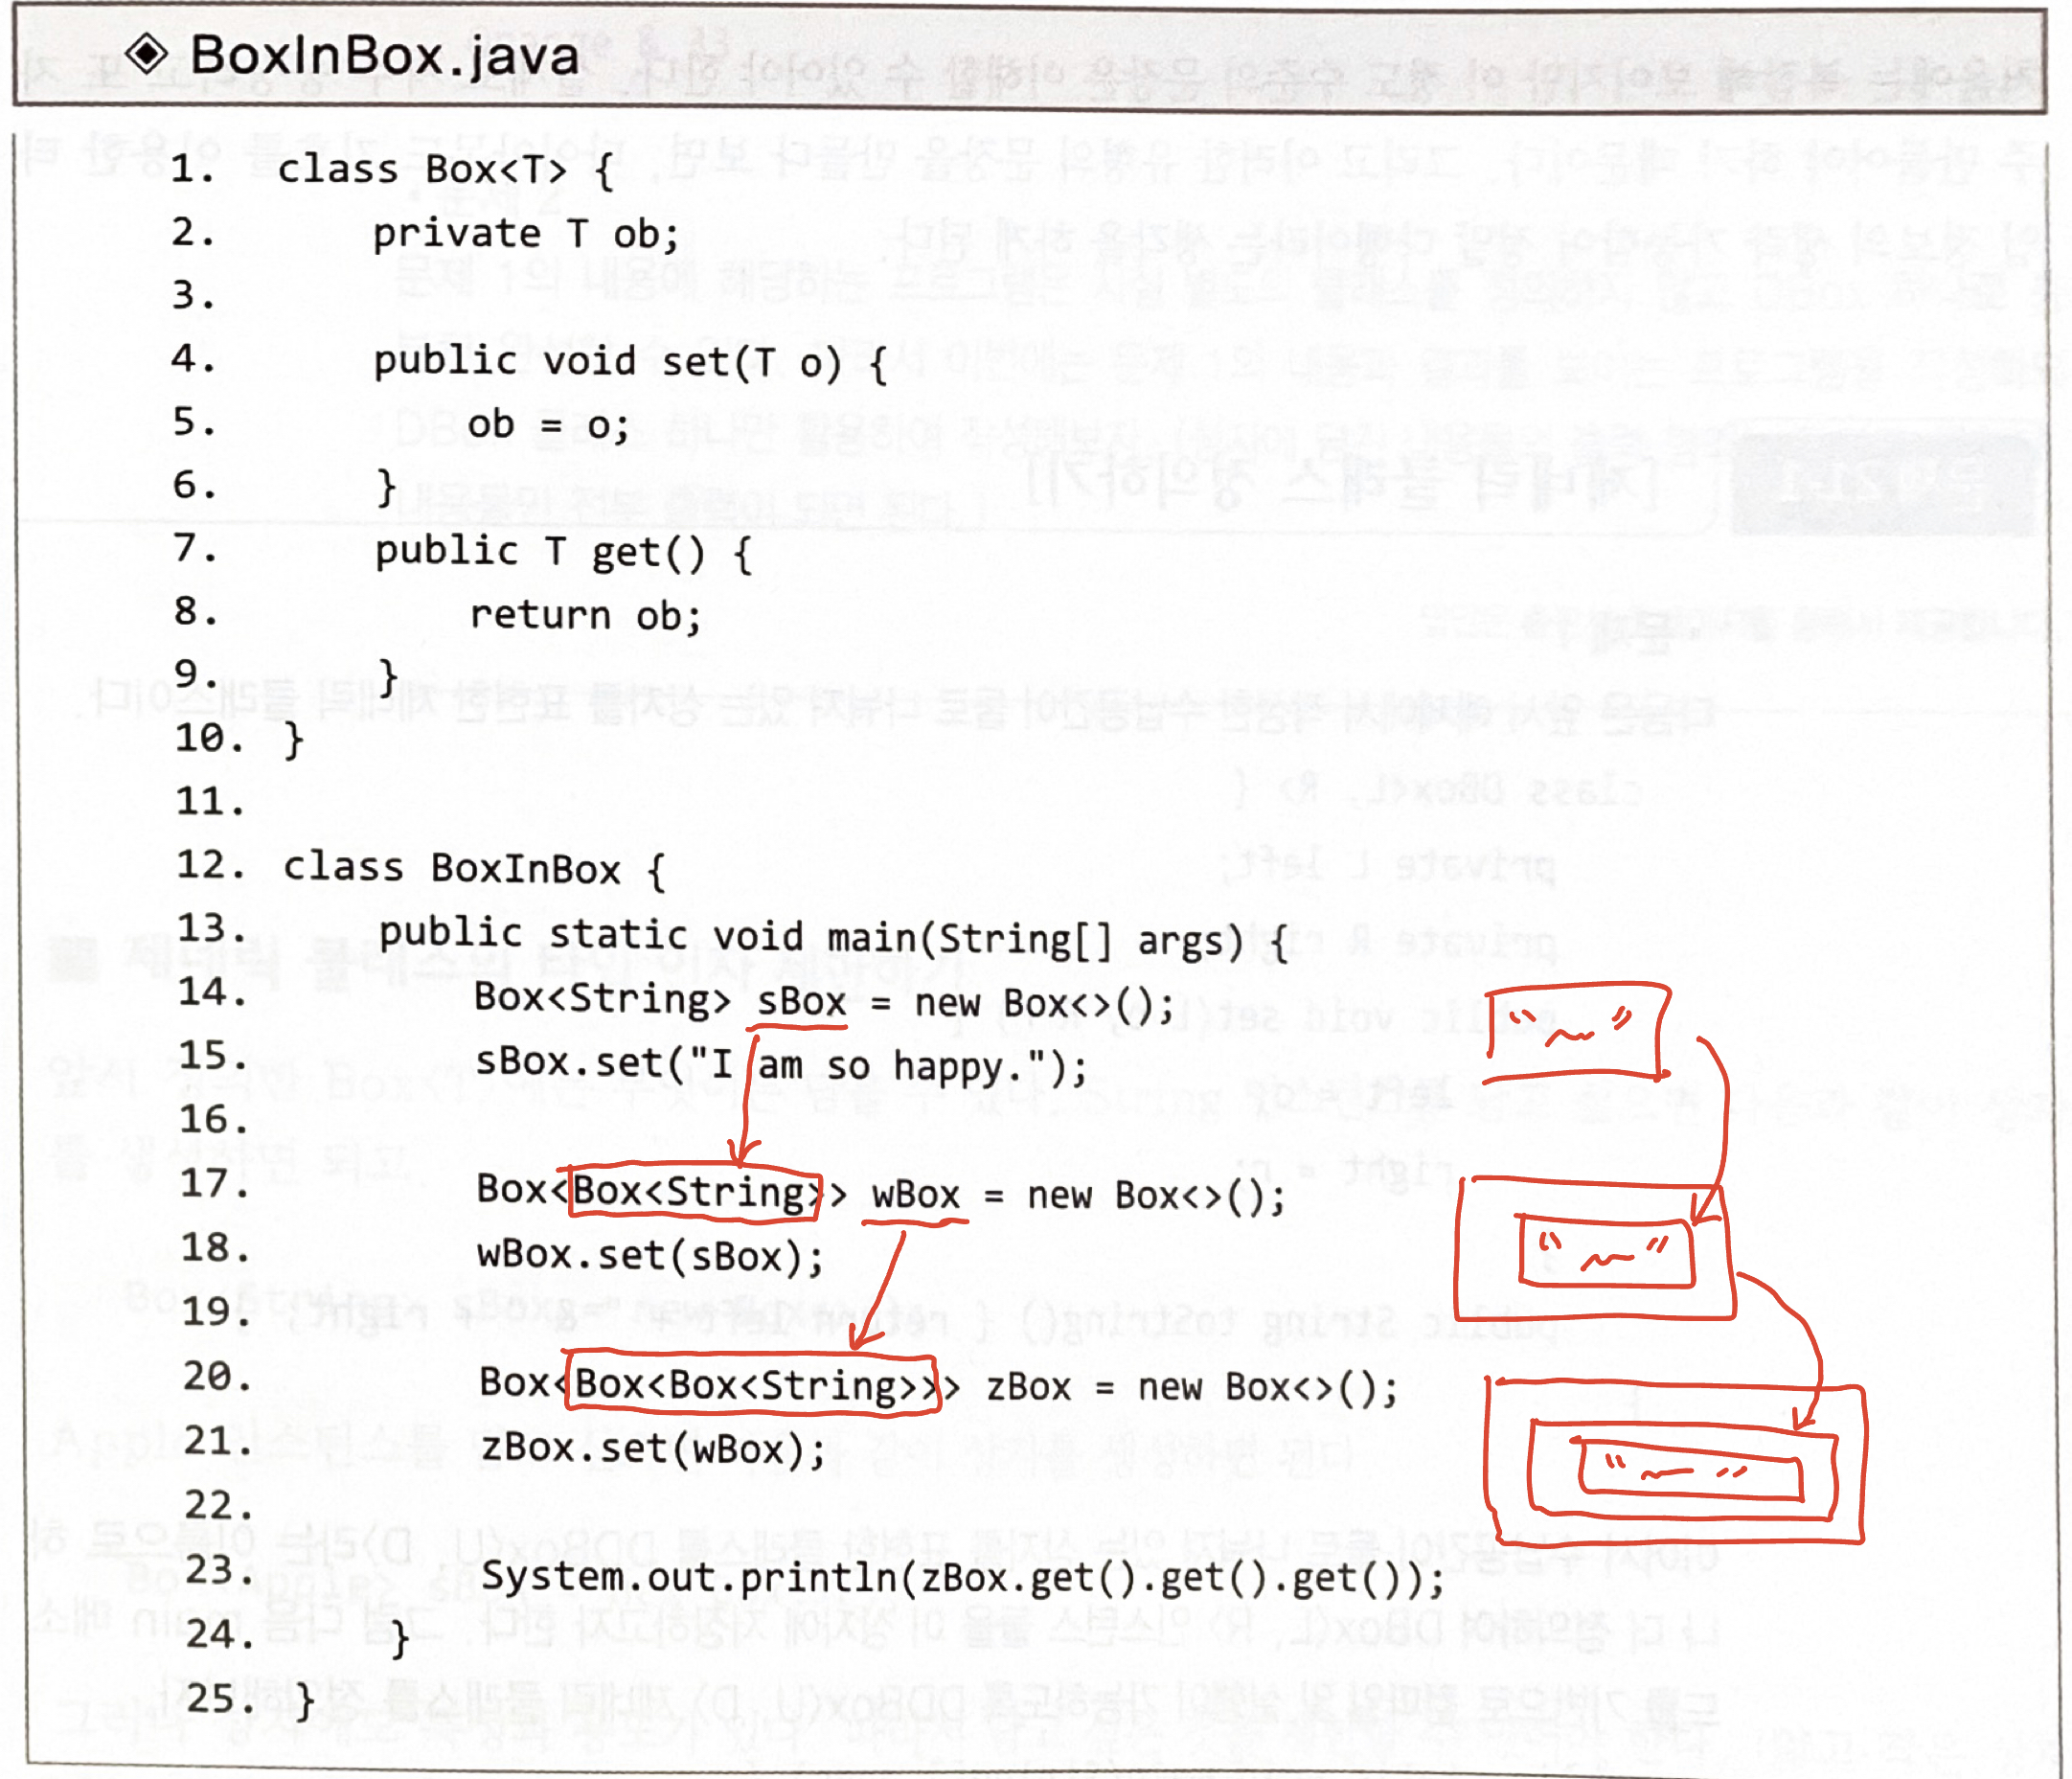 ◈ BoxInBox.java
1. class Box<T> {
2.     private T ob;
3.
4.     public void set(T o) {
5.         ob = o;
6.     }
7.     public T get() {
8.         return ob;
9.     }
10. }
11.
12. class BoxInBox {
13.     public static void main(String[] args) {
14.         Box<String> sBox = new Box<>();
15.         sBox.set("I am so happy.");
16.
17.         Box<Box<String>> wBox = new Box<>();
18.         wBox.set(sBox);
19.
20.         Box<Box<Box<String>>> zBox = new Box<>();
21.         zBox.set(wBox);
22.
23.         System.out.println(zBox.get().get().get());
24.     }
25. }